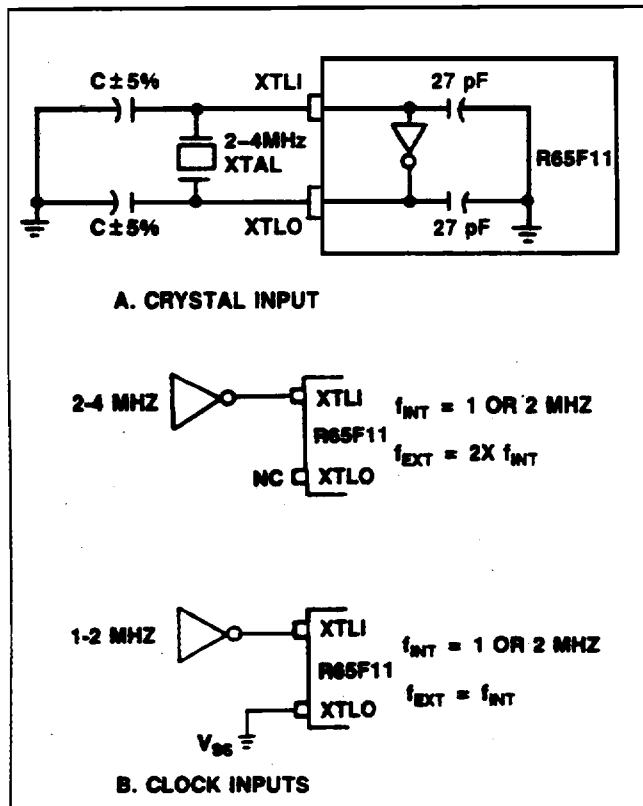 C±5%
XTLI
27 pF
2–4MHz
XTAL
R65F11
C±5%
XTLO
27 pF
A. CRYSTAL INPUT
2-4 MHZ
XTLI
R65F11
NC
XTLO
fINT = 1 OR 2 MHZ
fEXT = 2X fINT
1-2 MHZ
XTLI
R65F11
XTLO
VSS
fINT = 1 OR 2 MHZ
fEXT = fINT
B. CLOCK INPUTS